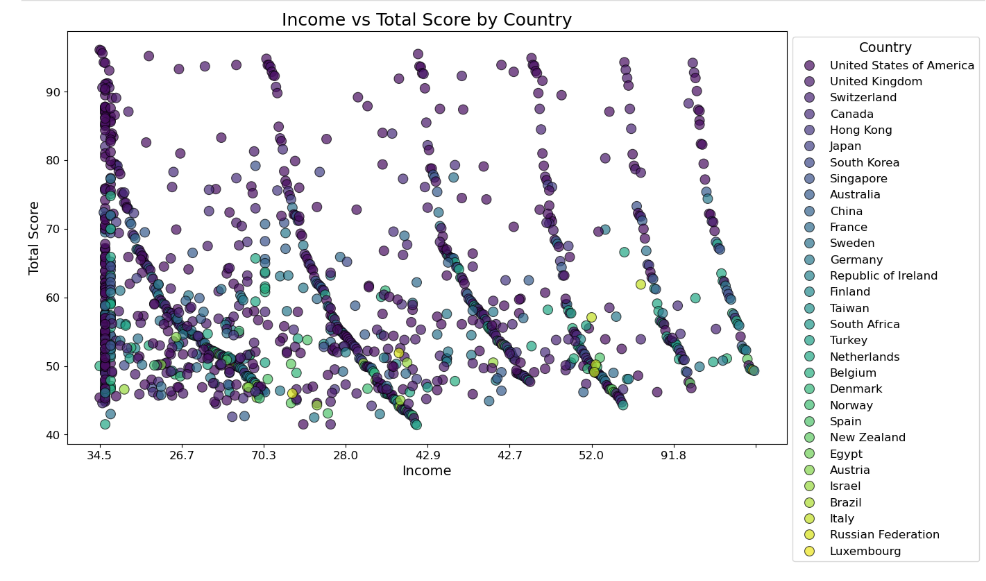 Income vs Total Score by Country
Total Score
90
80
70
60
50
40
34.5 26.7 70.3 28.0 42.9 42.7 52.0 91.8
Income
Country
United States of America
United Kingdom
Switzerland
Canada
Hong Kong
Japan
South Korea
Singapore
Australia
China
France
Sweden
Germany
Republic of Ireland
Finland
Taiwan
South Africa
Turkey
Netherlands
Belgium
Denmark
Norway
Spain
New Zealand
Egypt
Austria
Israel
Brazil
Italy
Russian Federation
Luxembourg